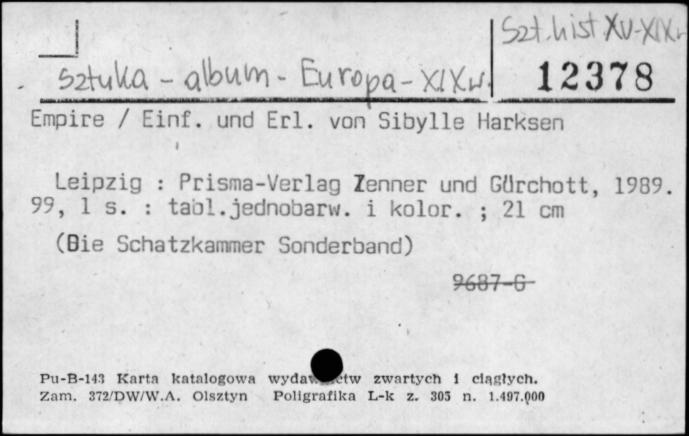 Szt.hist XV-XIX w
Sztuka - album - Europa - XIX w.
12378
Empire / Einf. und Erl. von Sibylle Harksen
Leipzig : Prisma-Verlag Zenner und Gürchott, 1989.
99, 1 s. : tabl.jednobarw. i kolor. ; 21 cm
(Die Schatzkammer Sonderband)
9687-G
Pu-B-143 Karta katalogowa wydawnictw zwartych i ciągłych.
Zam. 372/DW/W.A. Olsztyn Poligrafika L-k z. 305 n. 1.497.000